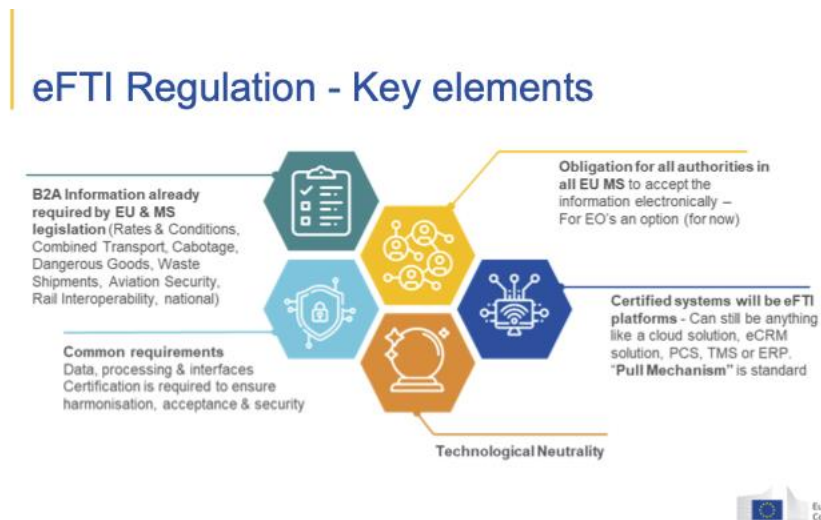 eFTI Regulation - Key elements
B2A Information already
required by EU & MS
legislation (Rates & Conditions,
Combined Transport, Cabotage,
Dangerous Goods, Waste
Shipments, Aviation Security,
Rail Interoperability, national)
Common requirements
Data, processing & interfaces
Certification is required to ensure
harmonisation, acceptance & security
Obligation for all authorities in
all EU MS to accept the
information electronically –
For EO's an option (for now)
Certified systems will be eFTI
platforms - Can still be anything
like a cloud solution, eCRM
solution, PCS, TMS or ERP.
"Pull Mechanism" is standard
Technological Neutrality